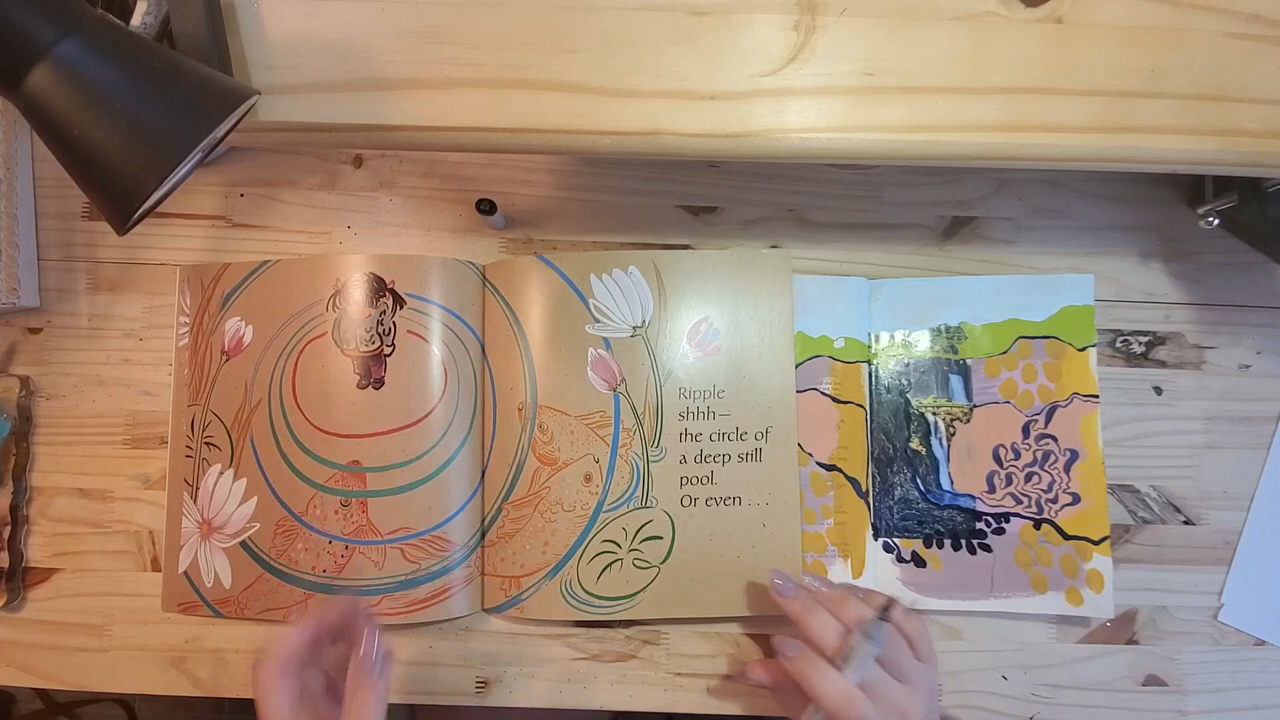 Ripple
shhh—
the circle of
a deep still
pool.
Or even . . .